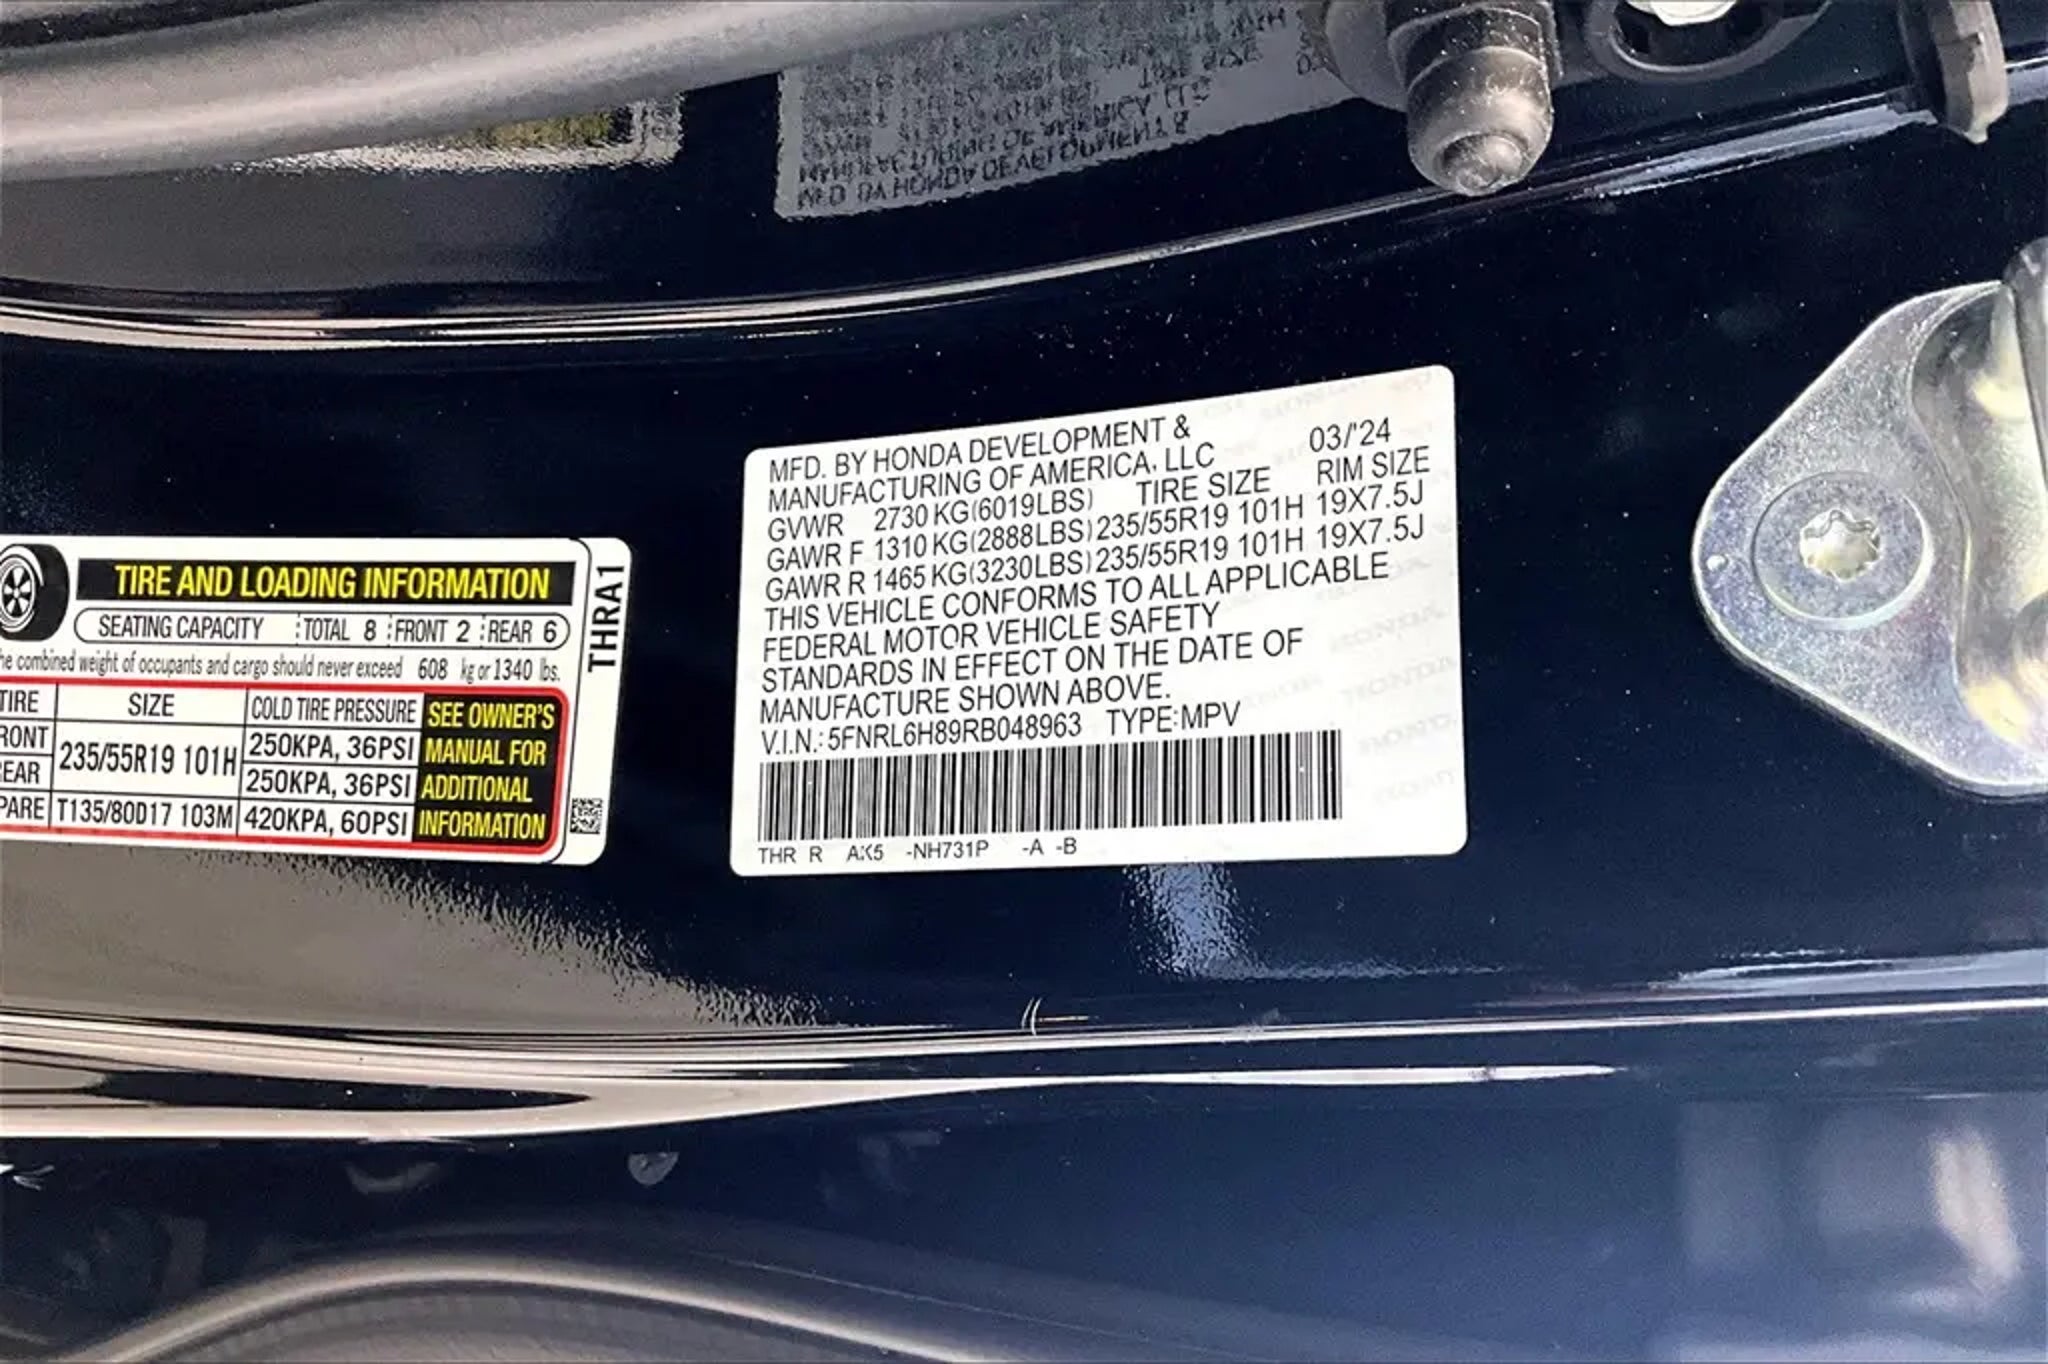 MFD. BY HONDA DEVELOPMENT &
MANUFACTURING OF AMERICA, LLC 03/'24
GVWR 2730 KG(6019LBS) TIRE SIZE RIM SIZE
GAWR F 1310 KG(2888LBS) 235/55R19 101H 19X7.5J
GAWR R 1465 KG(3230LBS) 235/55R19 101H 19X7.5J
THIS VEHICLE CONFORMS TO ALL APPLICABLE
FEDERAL MOTOR VEHICLE SAFETY
STANDARDS IN EFFECT ON THE DATE OF
MANUFACTURE SHOWN ABOVE.
V.I.N.: 5FNRL6H89RB048963 TYPE:MPV
THR R AK5 -NH731P -A -B
TIRE AND LOADING INFORMATION
SEATING CAPACITY TOTAL 8 FRONT 2 REAR 6
he combined weight of occupants and cargo should never exceed 608 kg or 1340 lbs.
TIRE SIZE COLD TIRE PRESSURE
RONT 235/55R19 101H 250KPA, 36PSI
EAR 250KPA, 36PSI
PARE T135/80D17 103M 420KPA, 60PSI
SEE OWNER'S
MANUAL FOR
ADDITIONAL
INFORMATION
THRA1